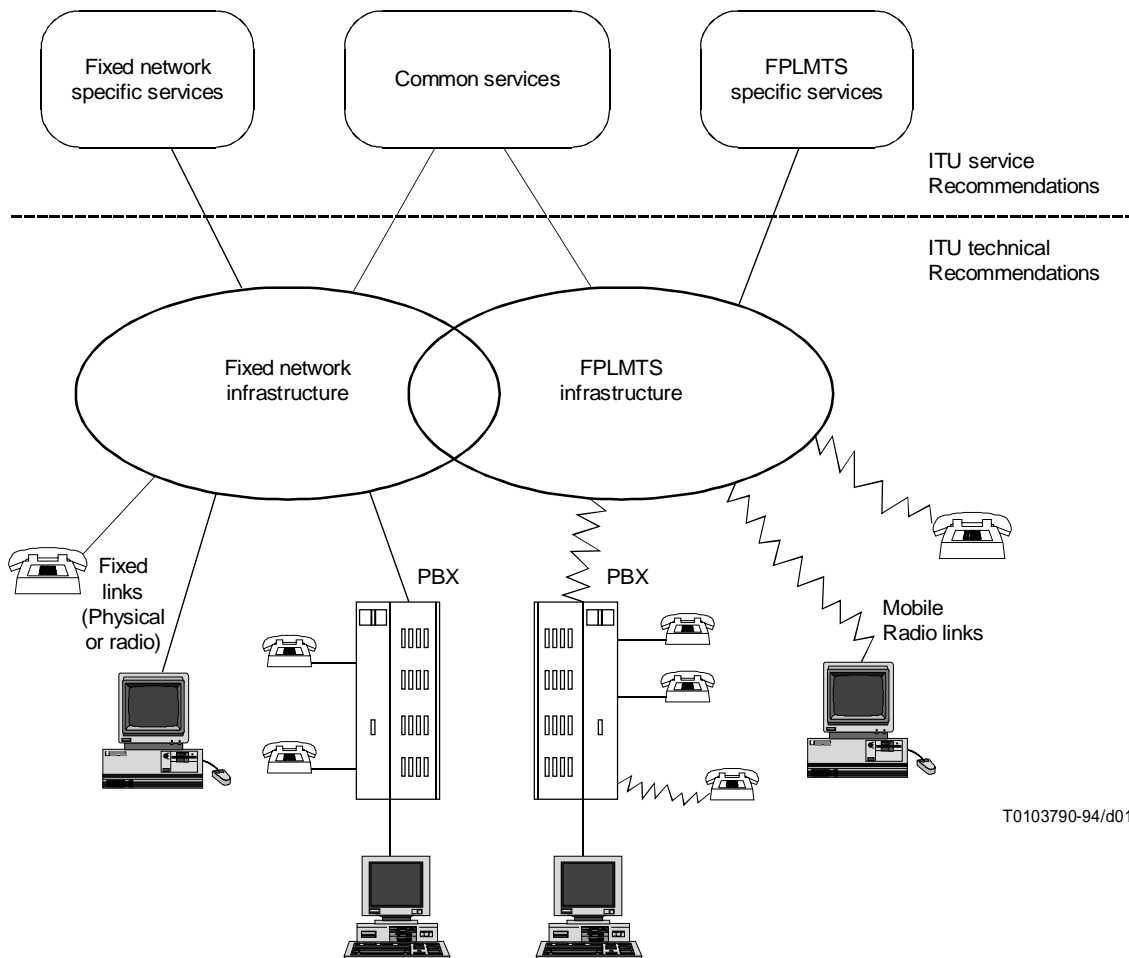 Fixed network
specific services
Common services
FPLMTS
specific services
ITU service
Recommendations
ITU technical
Recommendations
Fixed network
infrastructure
FPLMTS
infrastructure
Fixed
links
(Physical
or radio)
PBX
PBX
Mobile
Radio links
T0103790-94/d01